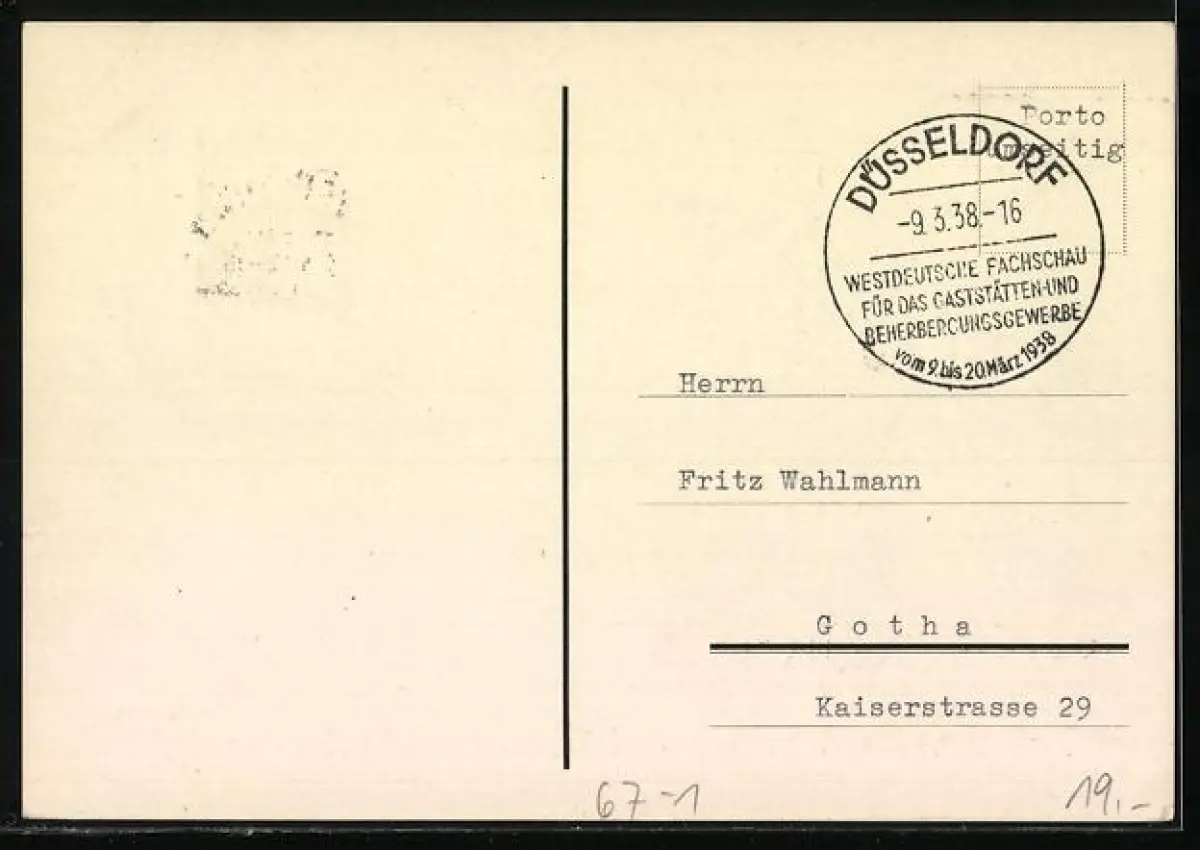 Porto
umseitig
DÜSSELDORF
-9.3.38.-16
WESTDEUTSCHE FACHSCHAU
FÜR DAS GASTSTÄTTEN-UND
BEHERBERGUNGSGEWERBE
vom 9. bis 20. März 1938
Herrn
Fritz Wahlmann
Gotha
Kaiserstrasse 29
67-1
19.-